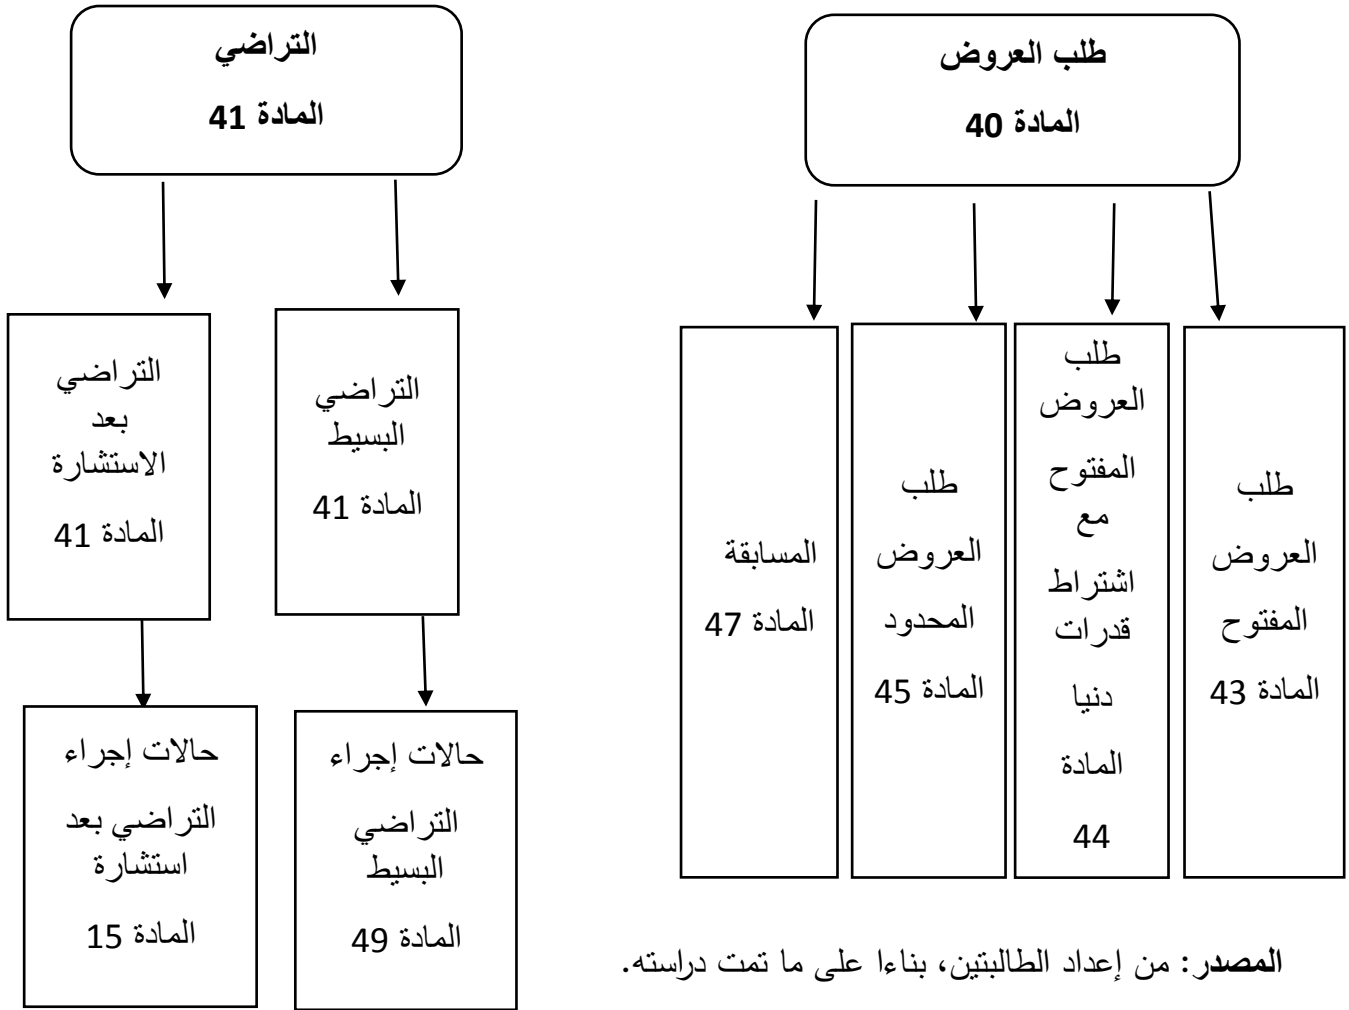 طلب العروض
المادة 40
التراضي
المادة 41
طلب
العروض
المفتوح
المادة 43
طلب
العروض
المفتوح
مع
اشتراط
قدرات
دنيا
المادة
44
طلب
العروض
المحدود
المادة 45
المسابقة
المادة 47
التراضي
البسيط
المادة 41
التراضي
بعد
الاستشارة
المادة 41
حالات إجراء
التراضي
البسيط
المادة 49
حالات إجراء
التراضي بعد
استشارة
المادة 15
المصدر: من إعداد الطالبتين، بناءا على ما تمت دراسته.